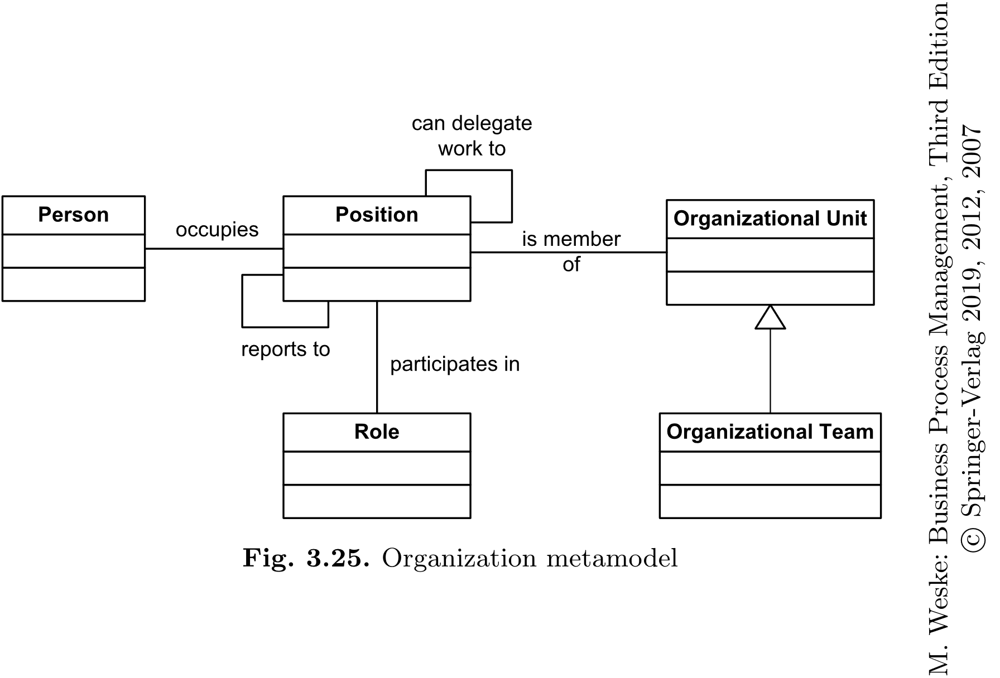 can delegate
work to
Person
occupies
Position
is member
of
Organizational Unit
reports to
participates in
Role
Organizational Team
Fig. 3.25. Organization metamodel
M. Weske: Business Process Management, Third Edition
© Springer-Verlag 2019, 2012, 2007